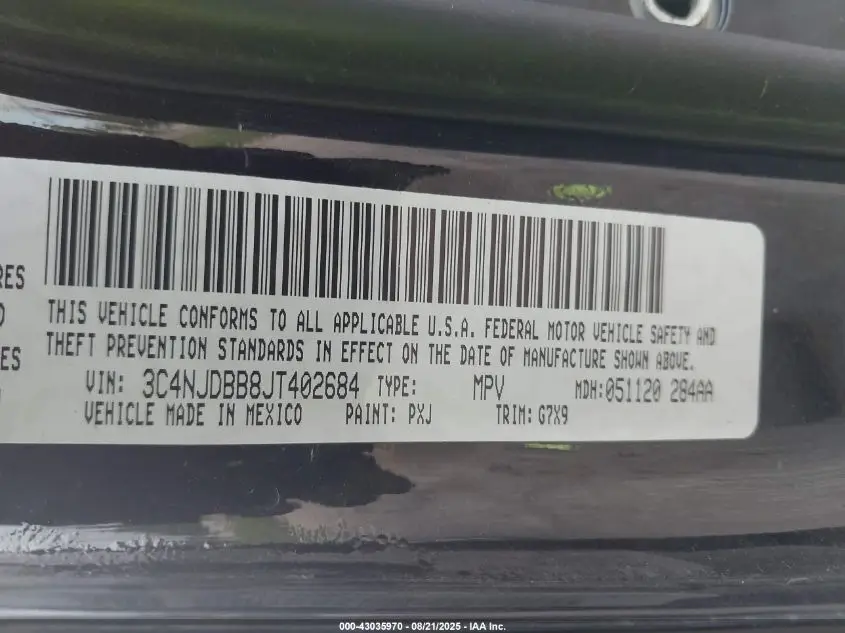 THIS VEHICLE CONFORMS TO ALL APPLICABLE U.S.A. FEDERAL MOTOR VEHICLE SAFETY AND
RES
THEFT PREVENTION STANDARDS IN EFFECT ON THE DATE OF MANUFACTURE SHOWN ABOVE.
ES
VIN: 3C4NJDBB8JT402684 TYPE: MPV MDH: 051120 284AA
VEHICLE MADE IN MEXICO PAINT: PXJ TRIM: G7X9
000-43035970 - 08/21/2025 - IAA Inc.